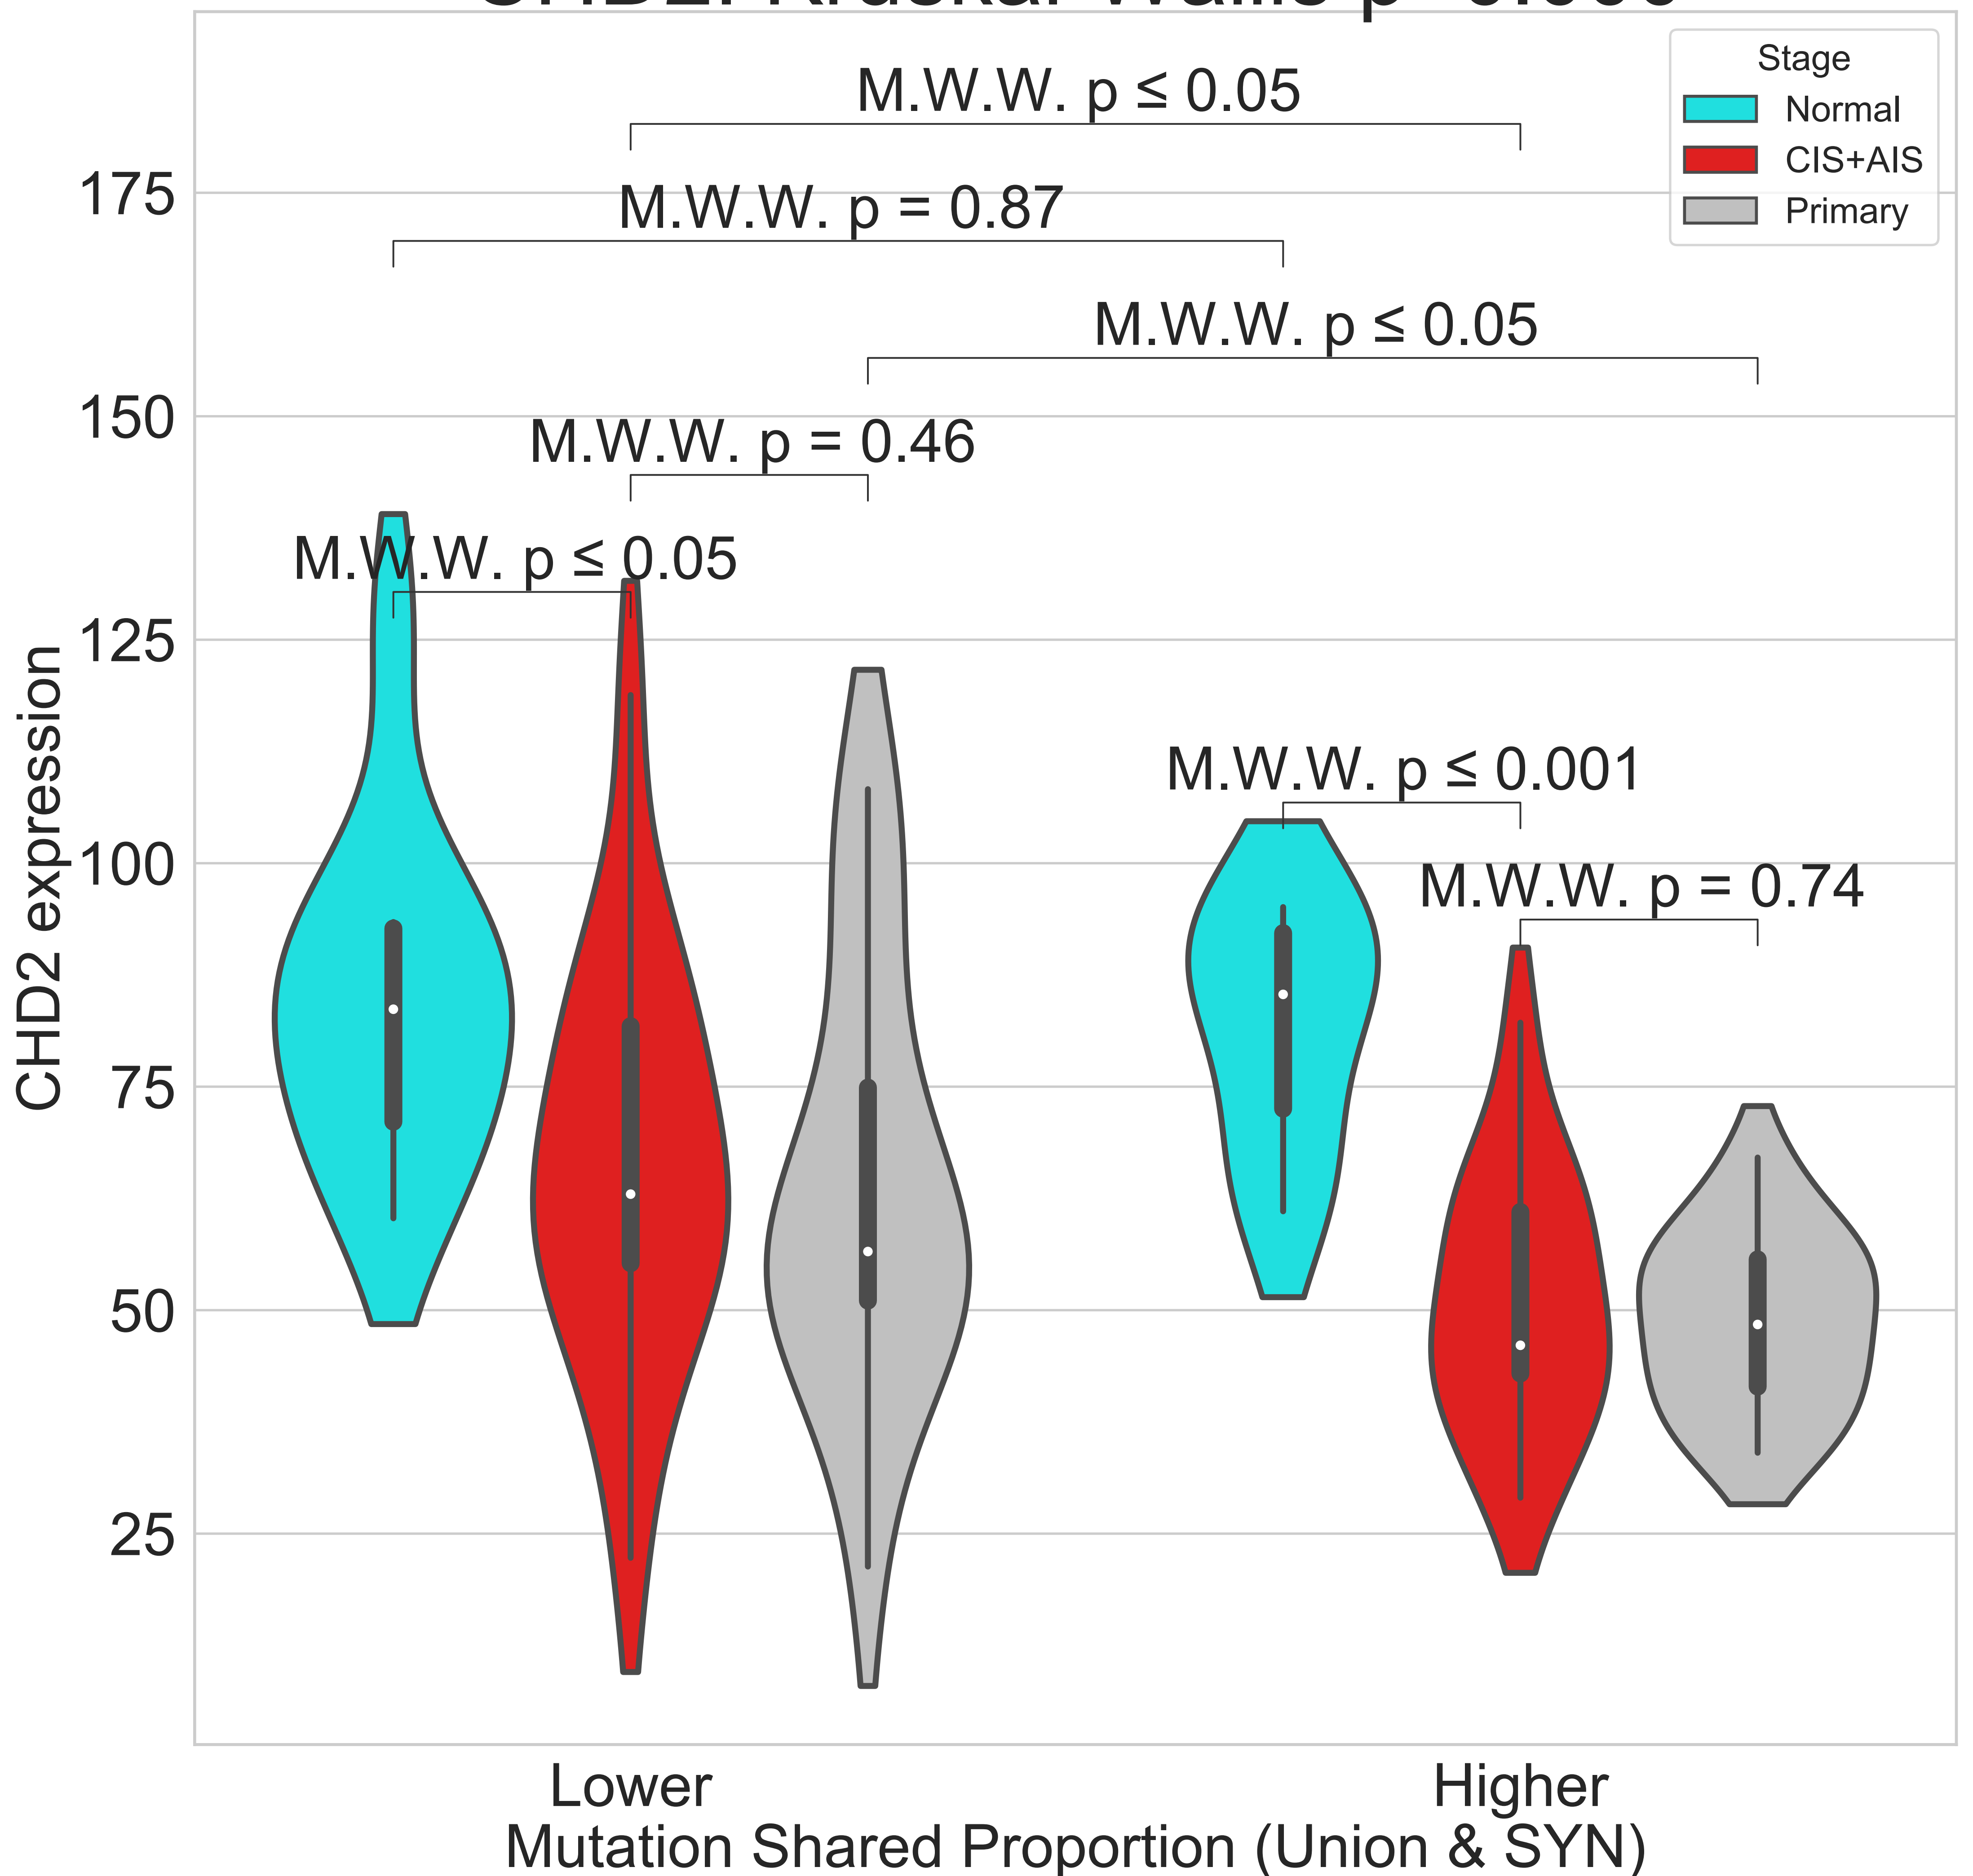 Stage
Normal
CIS+AIS
Primary
M.W.W. p ≤ 0.05
M.W.W. p = 0.87
M.W.W. p ≤ 0.05
M.W.W. p = 0.46
M.W.W. p ≤ 0.05
M.W.W. p ≤ 0.001
M.W.W. p = 0.74
175
150
125
100
75
50
25
CHD2 expression
Lower
Higher
Mutation Shared Proportion (Union & SYN)